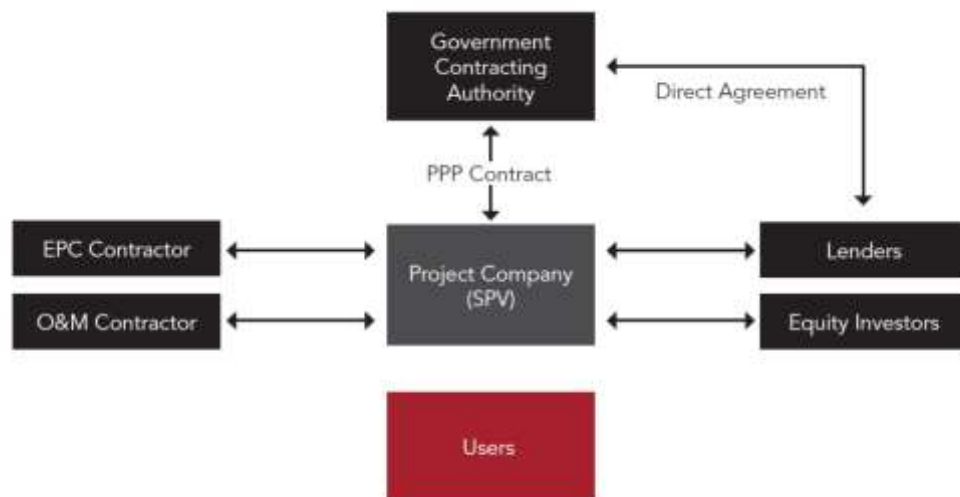 Government
Contracting
Authority
Direct Agreement
PPP Contract
EPC Contractor
Project Company
(SPV)
Lenders
O&M Contractor
Equity Investors
Users